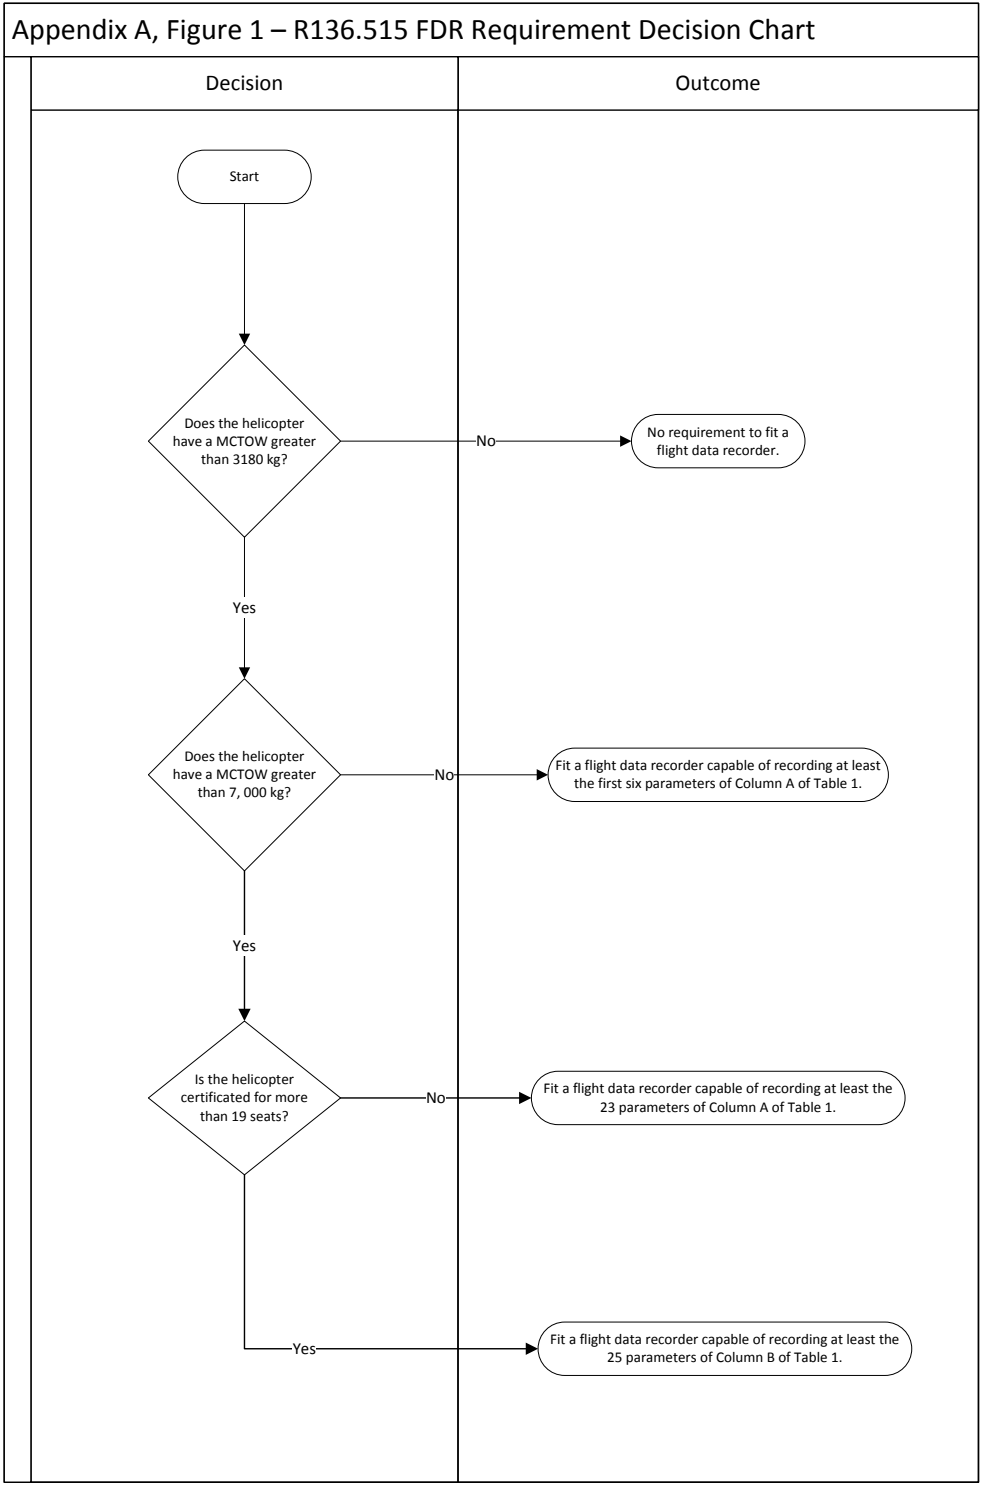 Appendix A, Figure 1 – R136.515 FDR Requirement Decision Chart
Decision
Outcome
Start
Does the helicopter
have a MCTOW greater
than 3180 kg?
No
No requirement to fit a
flight data recorder.
Yes
Does the helicopter
have a MCTOW greater
than 7, 000 kg?
No
Fit a flight data recorder capable of recording at least
the first six parameters of Column A of Table 1.
Yes
Is the helicopter
certificated for more
than 19 seats?
No
Fit a flight data recorder capable of recording at least the
23 parameters of Column A of Table 1.
Yes
Fit a flight data recorder capable of recording at least the
25 parameters of Column B of Table 1.